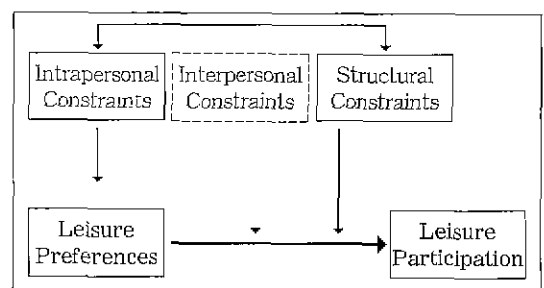 Intrapersonal
Constraints
Interpersonal
Constraints
Structural
Constraints
Leisure
Preferences
Leisure
Participation